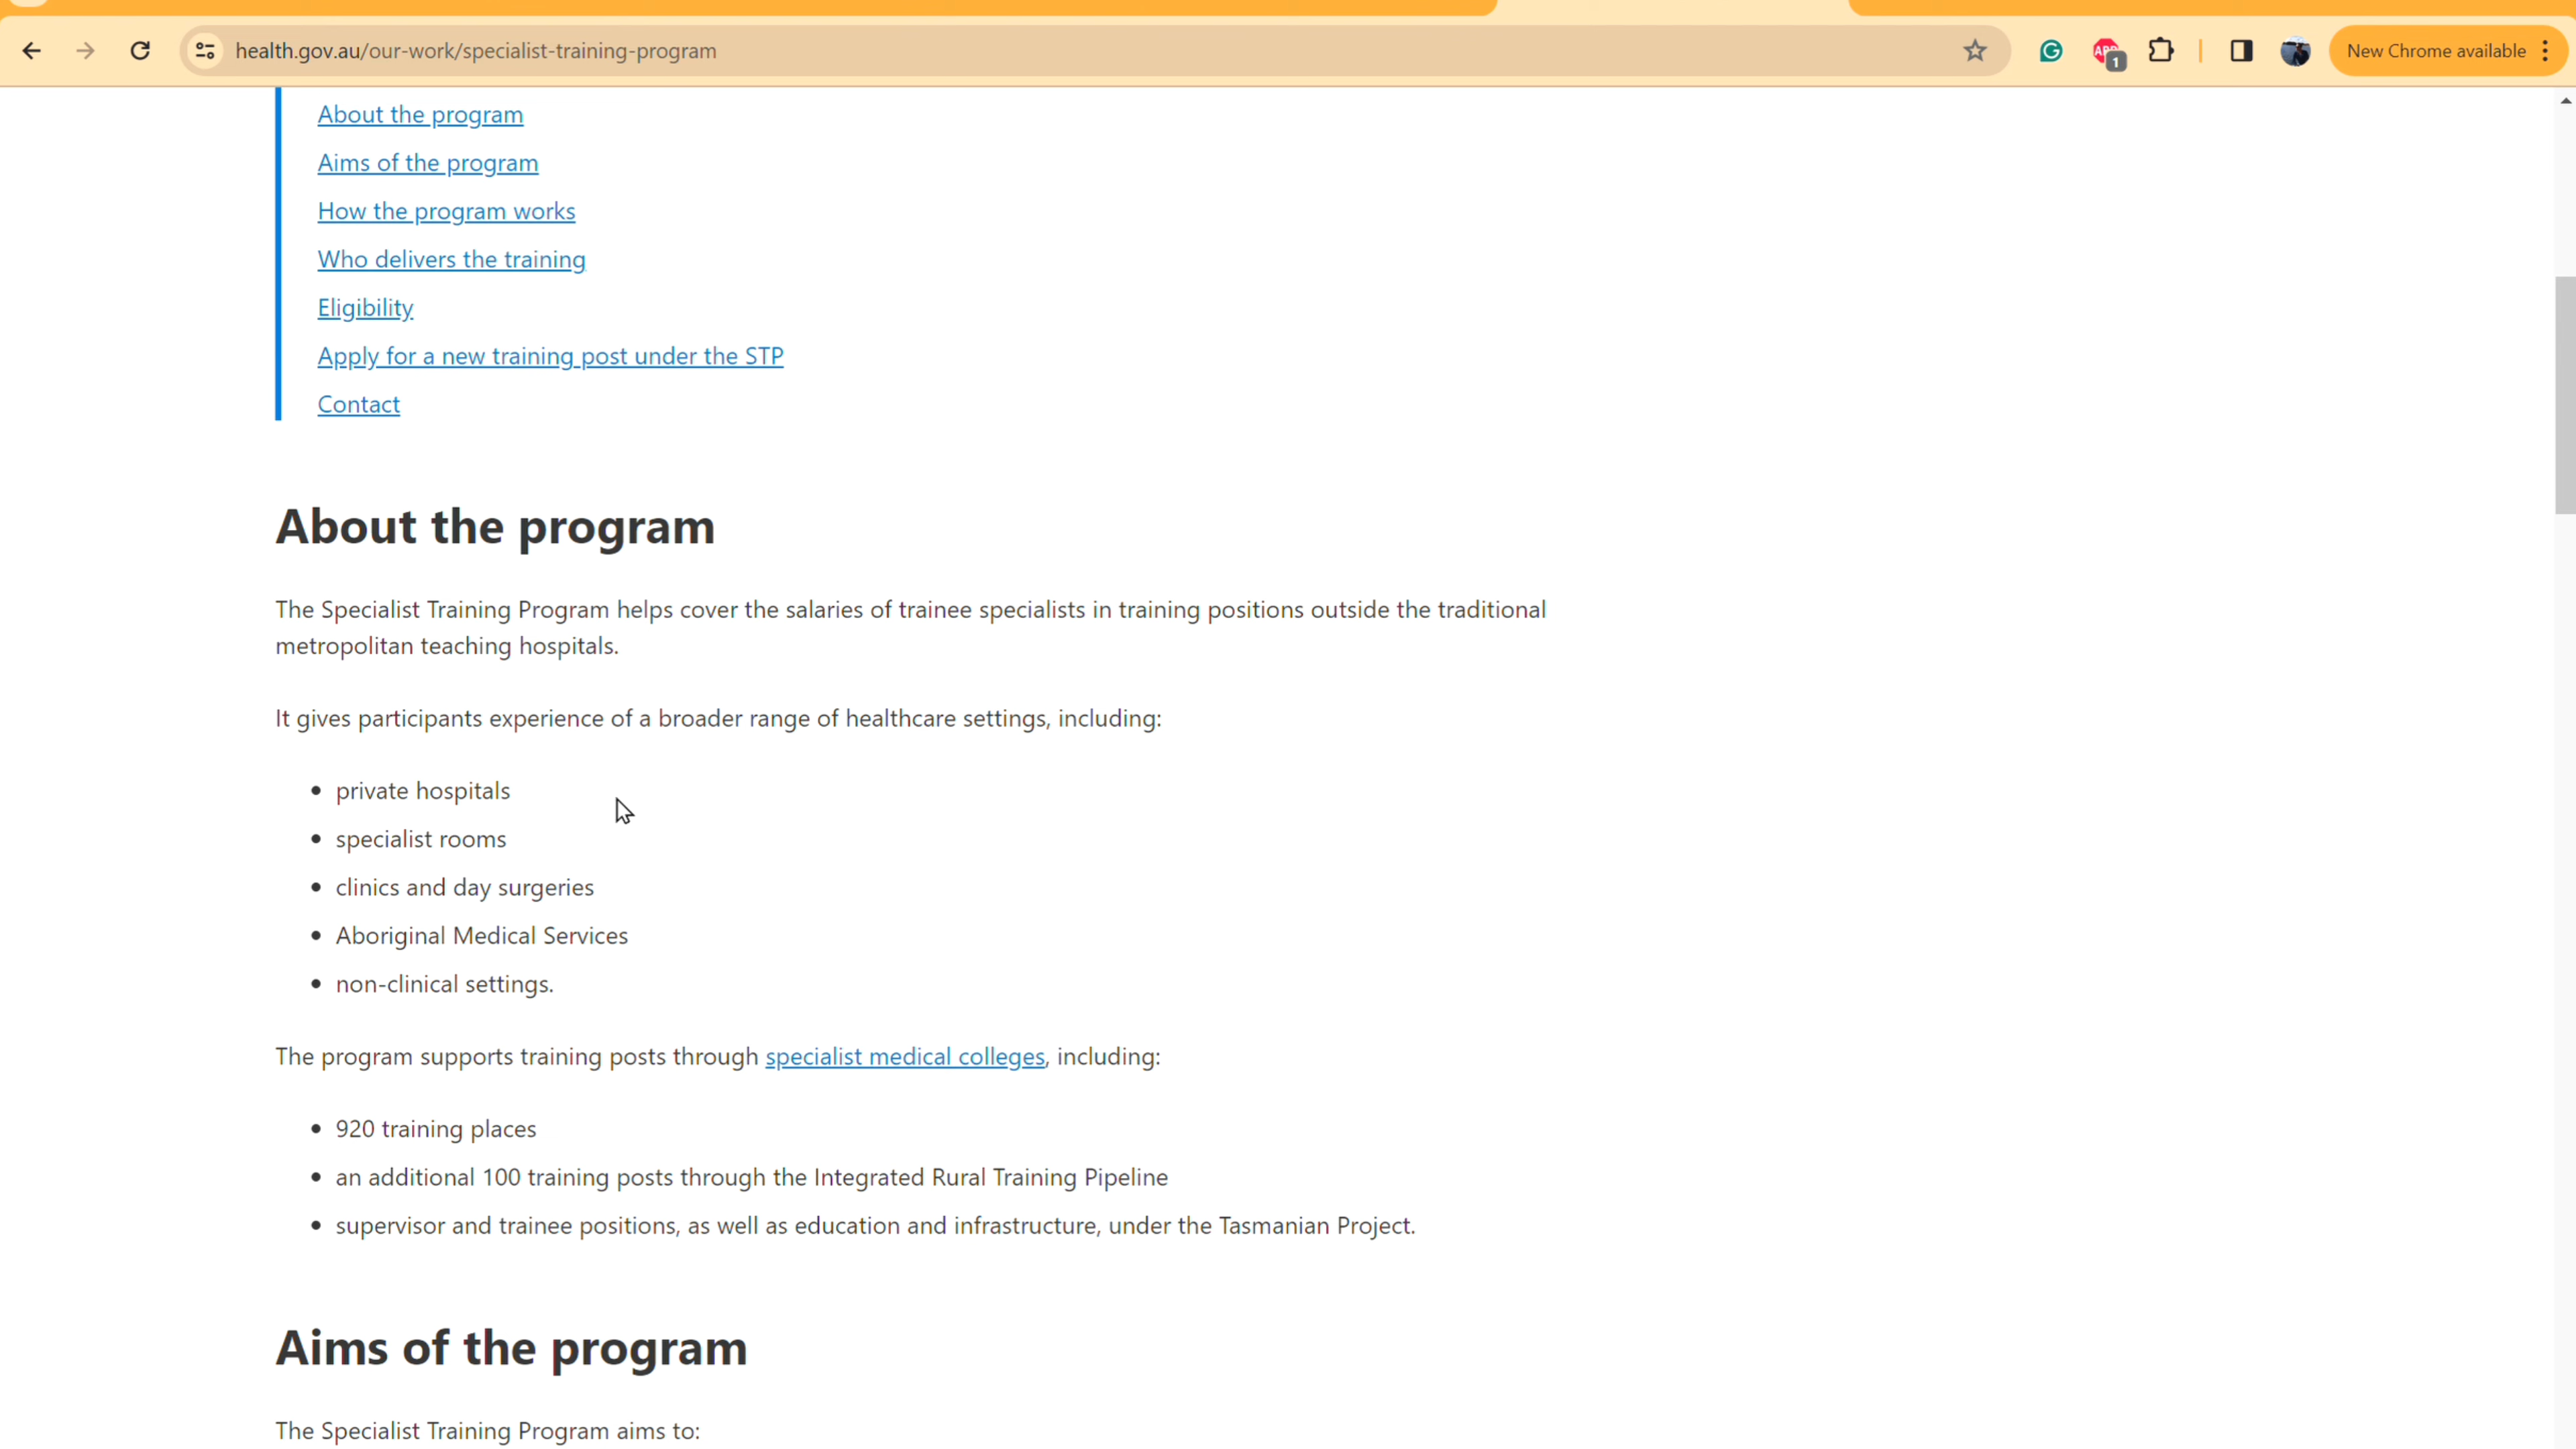 health.gov.au/our-work/specialist-training-program
New Chrome available
1
About the program
Aims of the program
How the program works
Who delivers the training
Eligibility
Apply for a new training post under the STP
Contact
About the program
The Specialist Training Program helps cover the salaries of trainee specialists in training positions outside the traditional
metropolitan teaching hospitals.
It gives participants experience of a broader range of healthcare settings, including:
• private hospitals
• specialist rooms
• clinics and day surgeries
• Aboriginal Medical Services
• non-clinical settings.
The program supports training posts through specialist medical colleges, including:
• 920 training places
• an additional 100 training posts through the Integrated Rural Training Pipeline
• supervisor and trainee positions, as well as education and infrastructure, under the Tasmanian Project.
Aims of the program
The Specialist Training Program aims to: